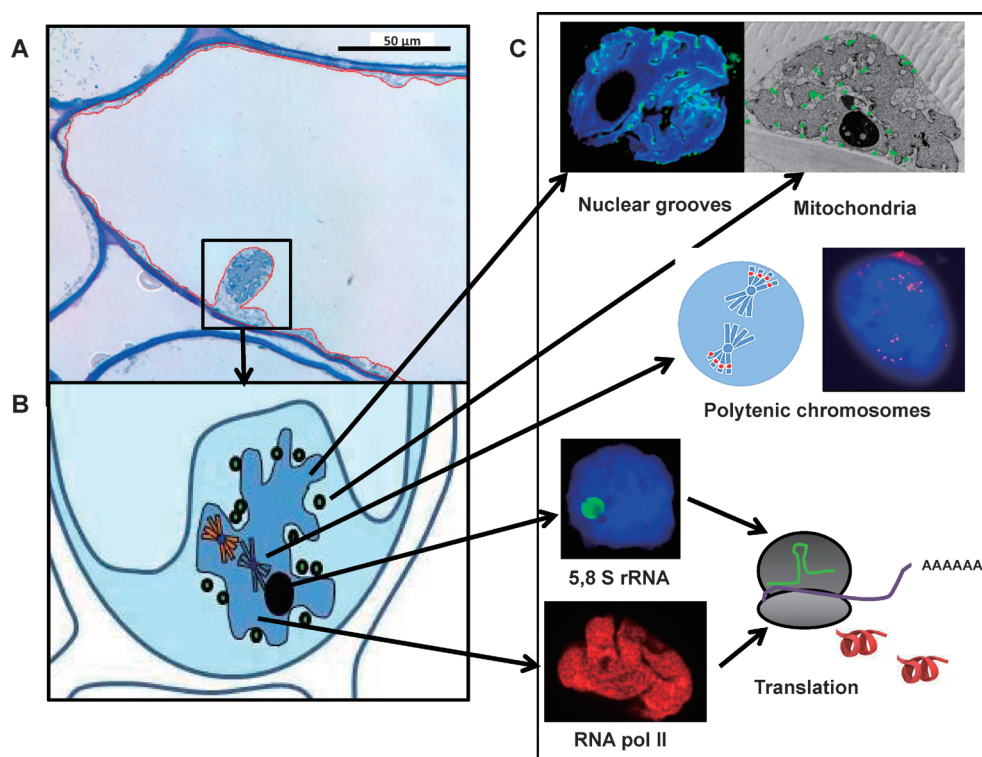 A
50 µm
B
C
Nuclear grooves
Mitochondria
Polytenic chromosomes
5,8 S rRNA
AAAAAA
Translation
RNA pol II